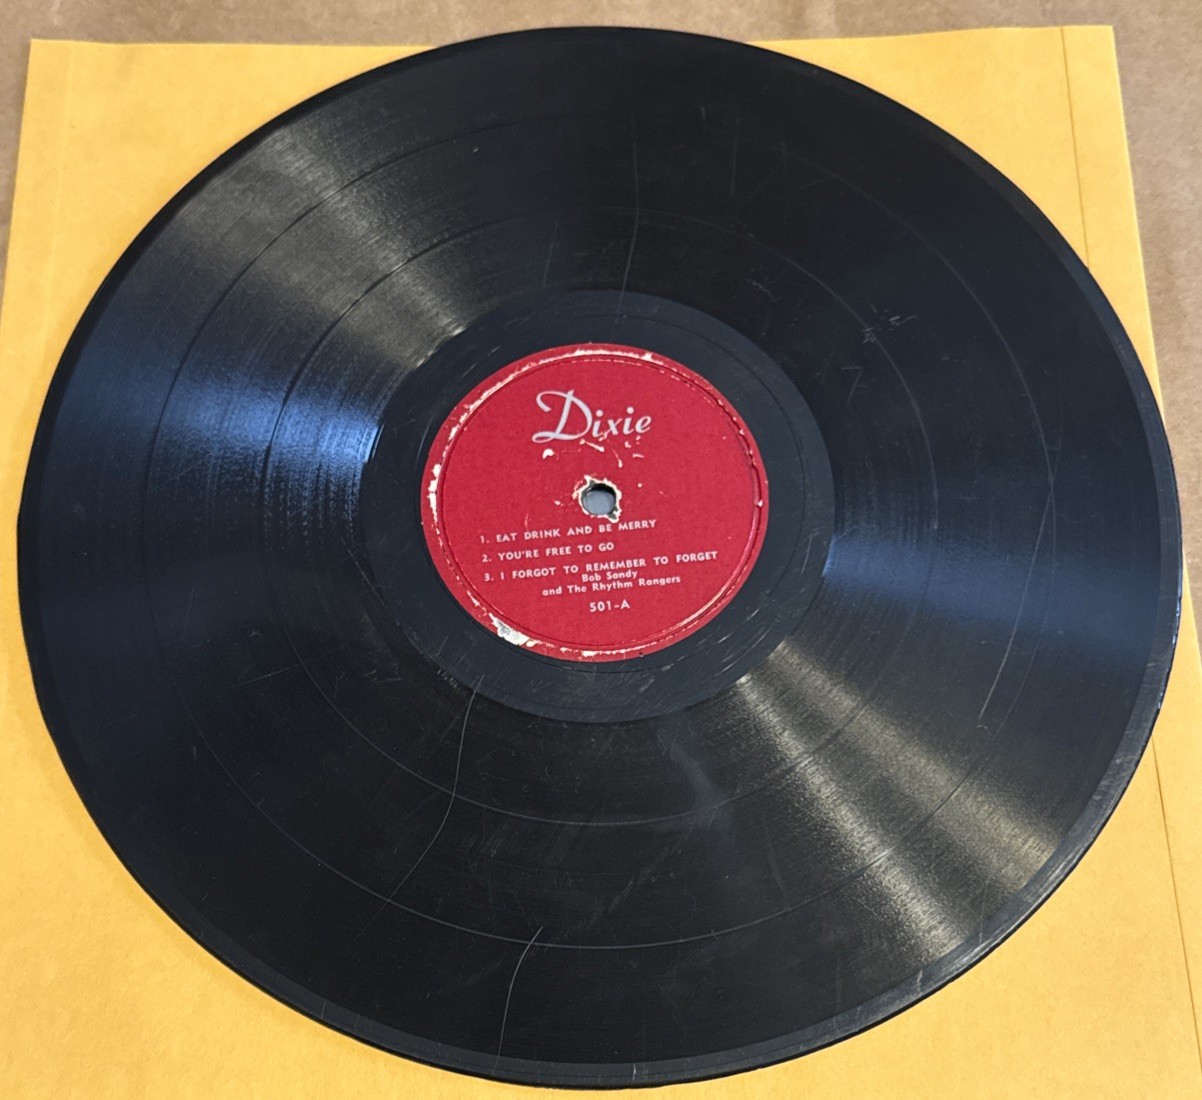 Dixie
1. EAT DRINK AND BE MERRY
2. YOU'RE FREE TO GO
3. I FORGOT TO REMEMBER TO FORGET
Bob Sandy
and The Rhythm Rangers
501-A